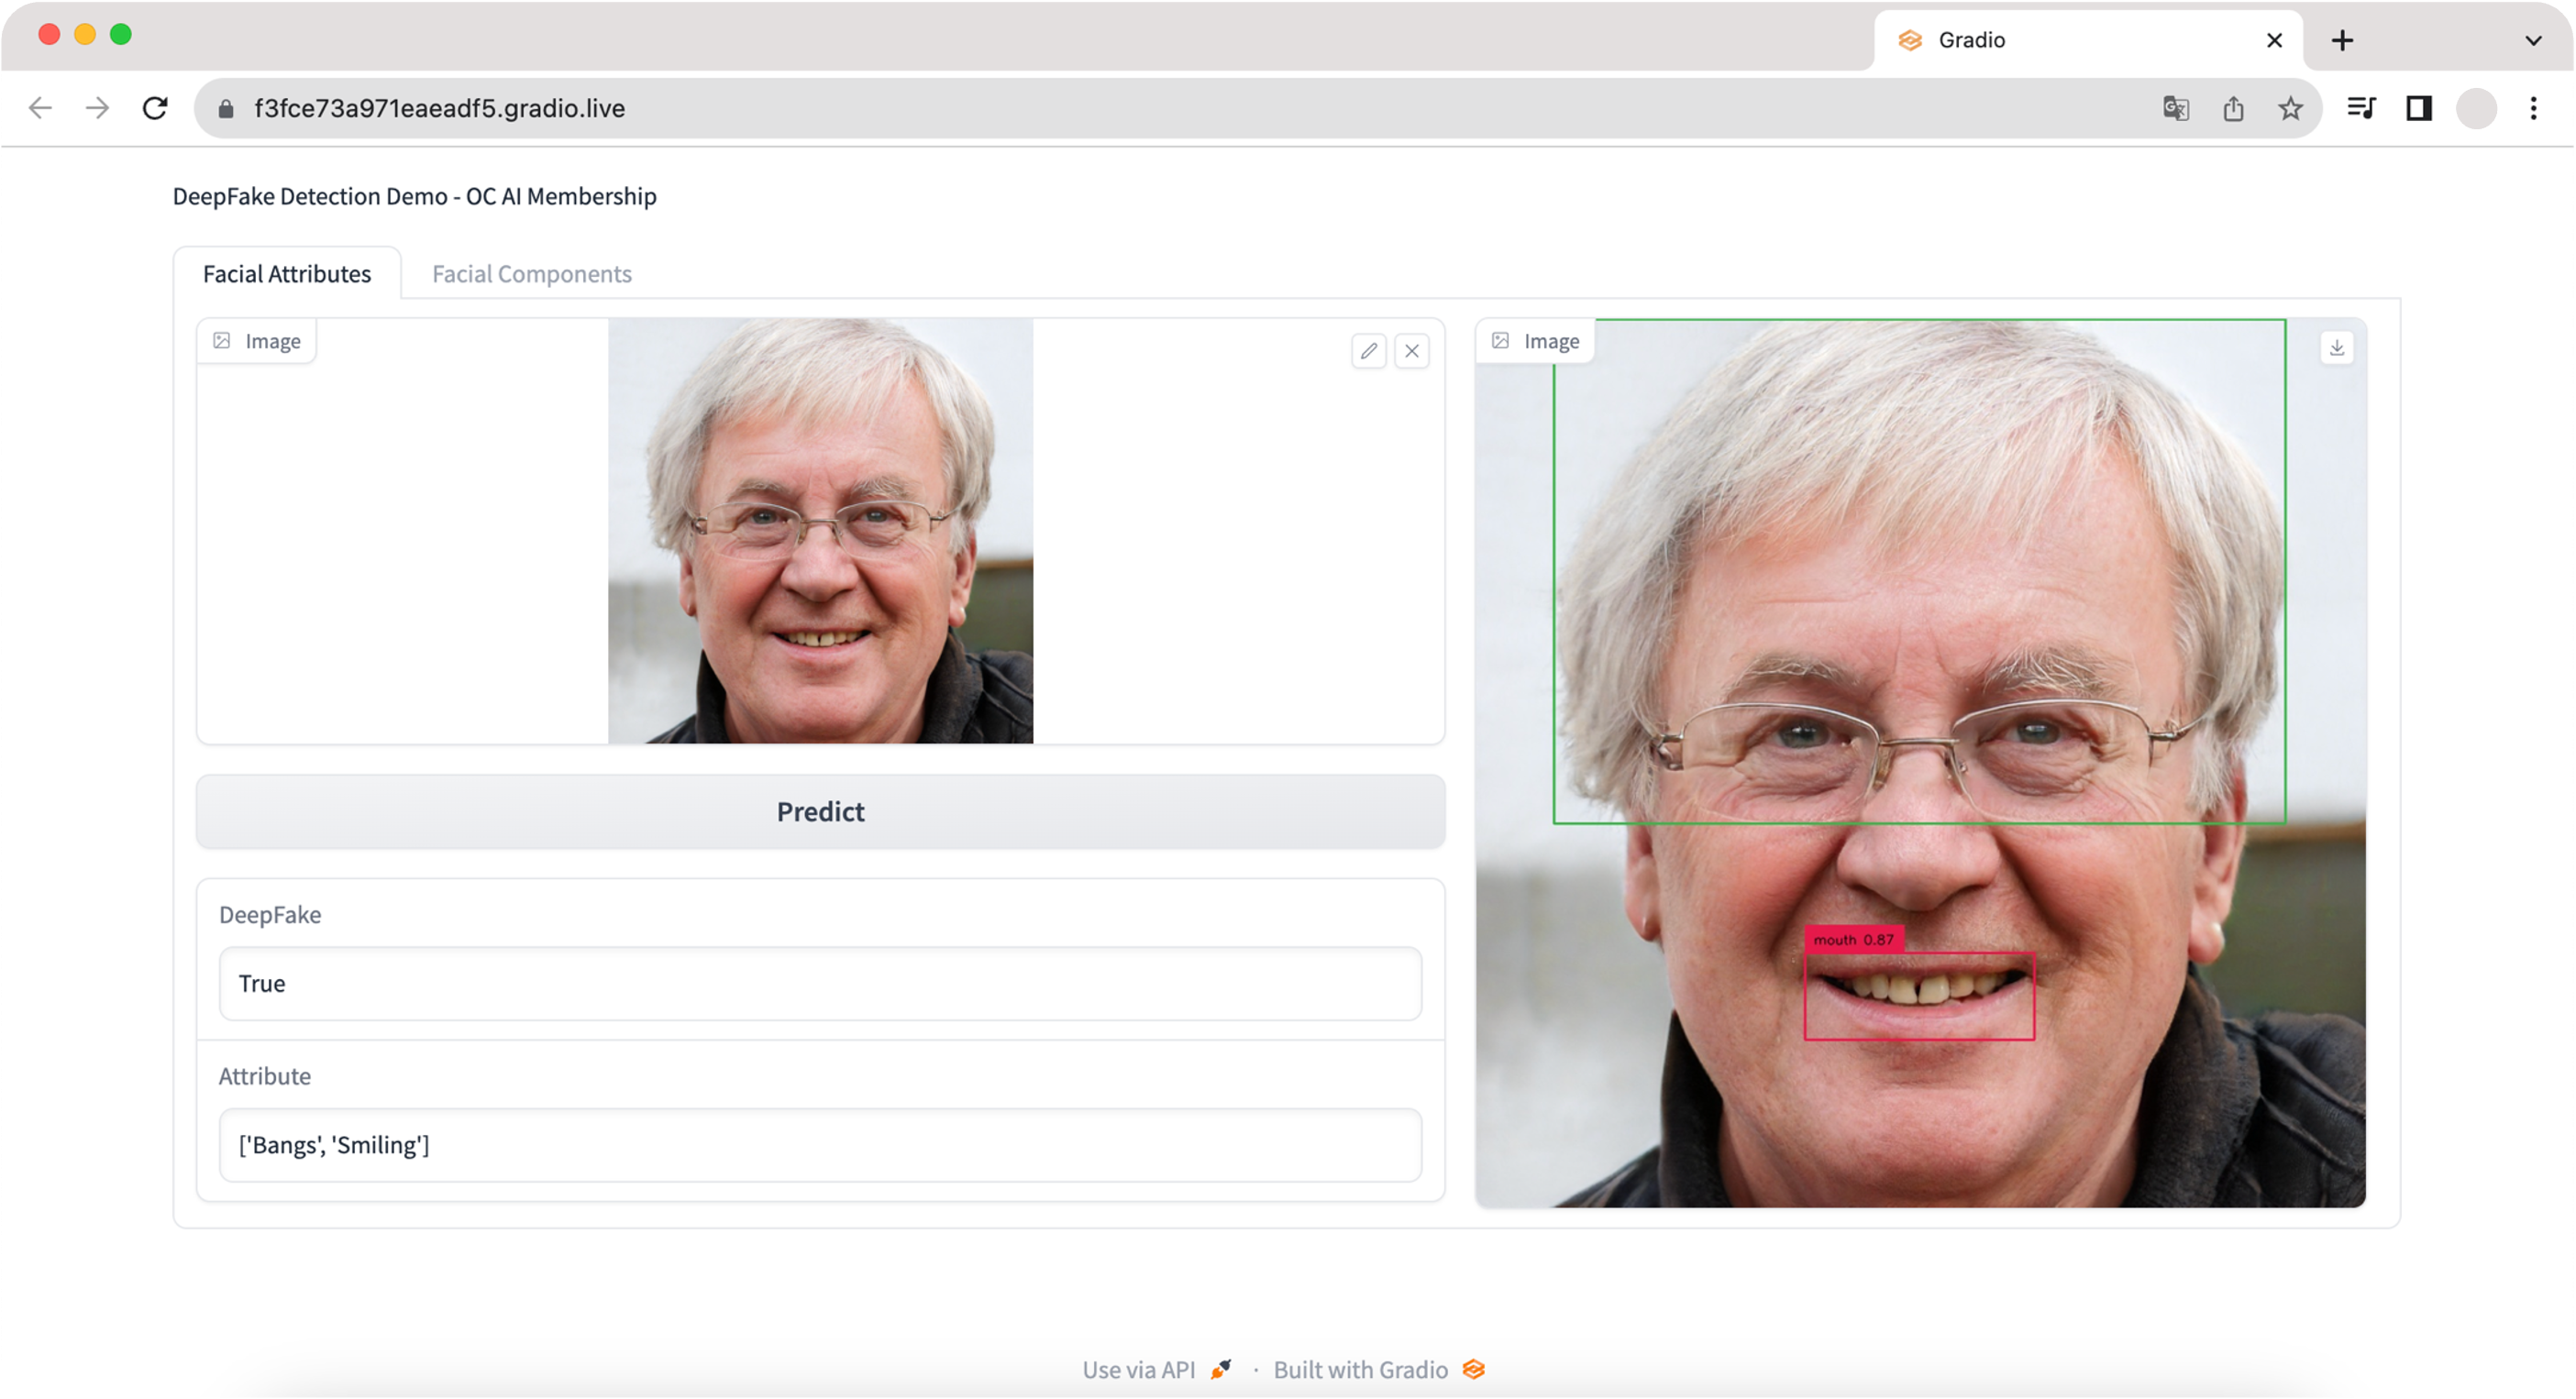 Gradio
f3fce73a971eaeadf5.gradio.live
DeepFake Detection Demo - OC AI Membership
Facial Attributes
Facial Components
Image
Image
Predict
DeepFake
True
Attribute
['Bangs', 'Smiling']
mouth 0.87
Use via API · Built with Gradio